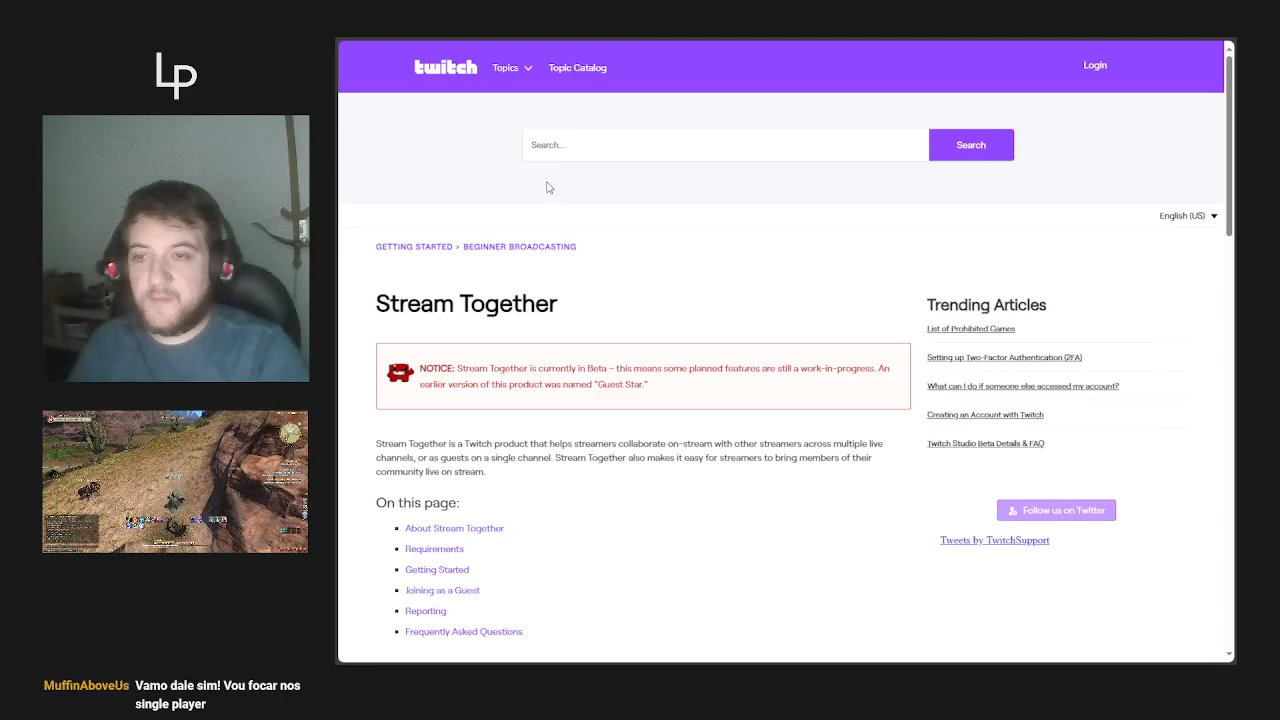 LP
twitch
Topics
Topic Catalog
Login
Search...
Search
English (US)
GETTING STARTED > BEGINNER BROADCASTING
Stream Together
NOTICE: Stream Together is currently in Beta – this means some planned features are still a work-in-progress. An
earlier version of this product was named "Guest Star."
Stream Together is a Twitch product that helps streamers collaborate on-stream with other streamers across multiple live
channels, or as guests on a single channel. Stream Together also makes it easy for streamers to bring members of their
community live on stream.
On this page:
About Stream Together
Requirements
Getting Started
Joining as a Guest
Reporting
Frequently Asked Questions
Trending Articles
List of Prohibited Games
Setting up Two-Factor Authentication (2FA)
What can I do if someone else accessed my account?
Creating an Account with Twitch
Twitch Studio Beta Details & FAQ
Follow us on Twitter
Tweets by TwitchSupport
MuffinAboveUs Vamo dale sim! Vou focar nos
single player